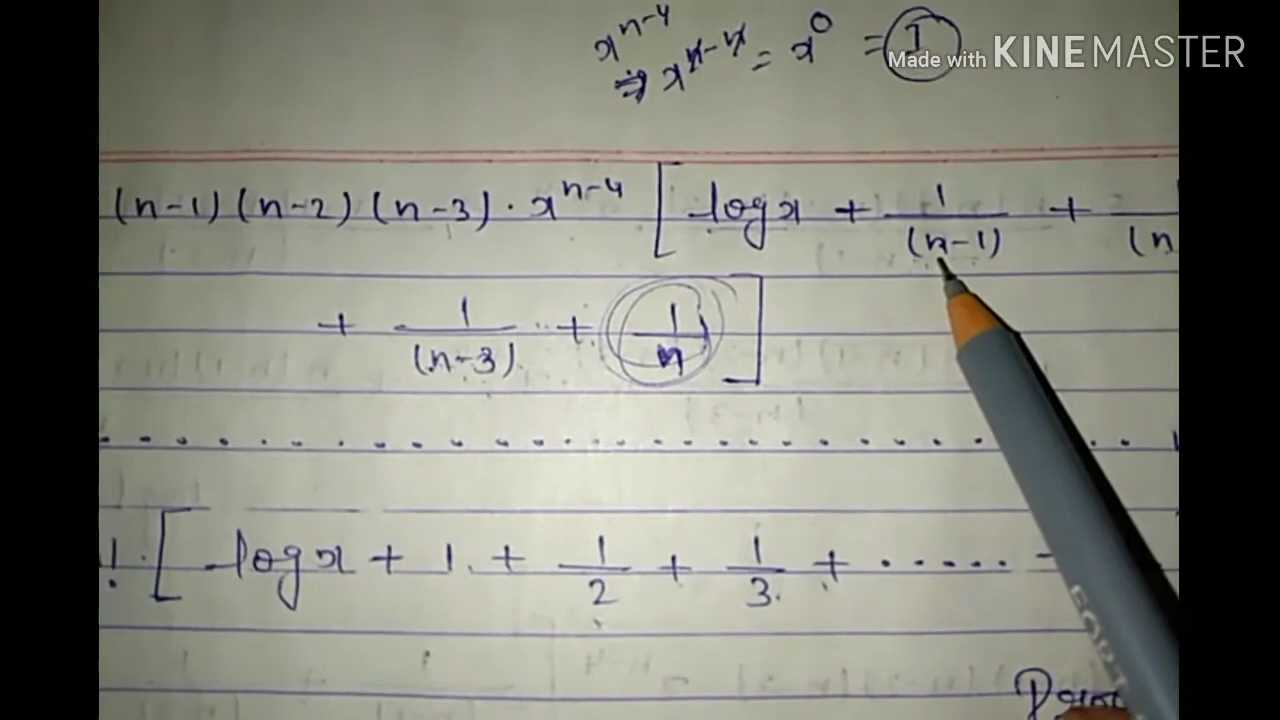 x^{n-4}
⇒ x^{n-n} = x^0 = 1
Made with KINEMASTER
(n-1)(n-2)(n-3)·x^{n-4} [ log x + 1/(n-1) + 1/(n
+ 1/(n-3) + 1/n ]
..............................
! [ log x + 1 + 1/2 + 1/3 + ......